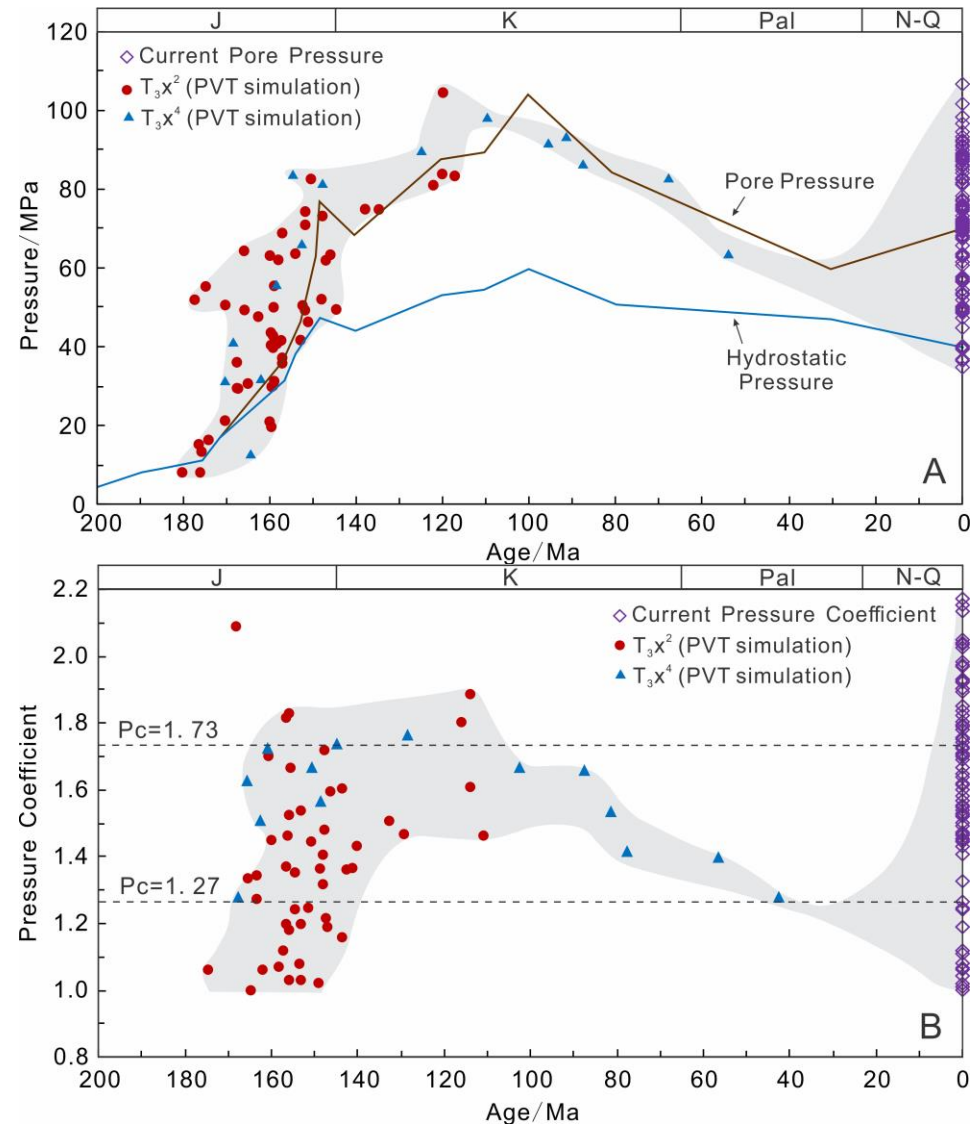 J K Pal N-Q
120
◇ Current Pore Pressure
● T₃x² (PVT simulation)
▲ T₃x⁴ (PVT simulation)
100
80
Pore Pressure
60
40
Hydrostatic
Pressure
20
A
0
200 180 160 140 120 100 80 60 40 20 0
Pressure/MPa
Age/Ma
J K Pal N-Q
2.2
◇ Current Pressure Coefficient
● T₃x² (PVT simulation)
▲ T₃x⁴ (PVT simulation)
2.0
1.8
Pc=1.73
1.6
1.4
Pc=1.27
1.2
1.0
B
0.8
200 180 160 140 120 100 80 60 40 20 0
Pressure Coefficient
Age/Ma